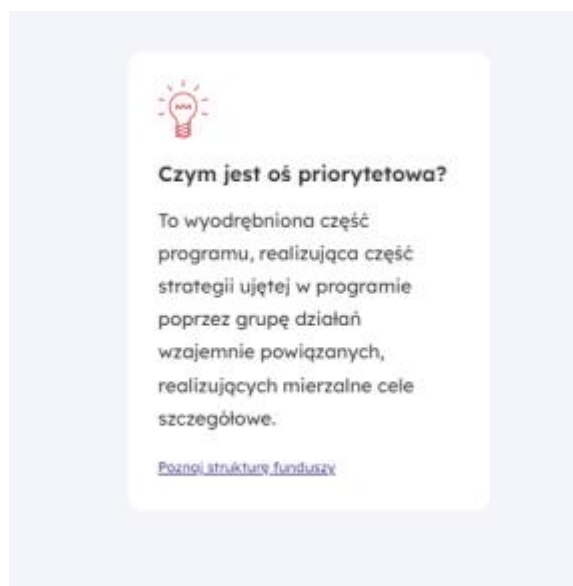 Czym jest oś priorytetowa?
To wyodrębniona część
programu, realizująca część
strategii ujętej w programie
poprzez grupę działań
wzajemnie powiązanych,
realizujących mierzalne cele
szczegółowe.
Poznaj strukturę funduszy